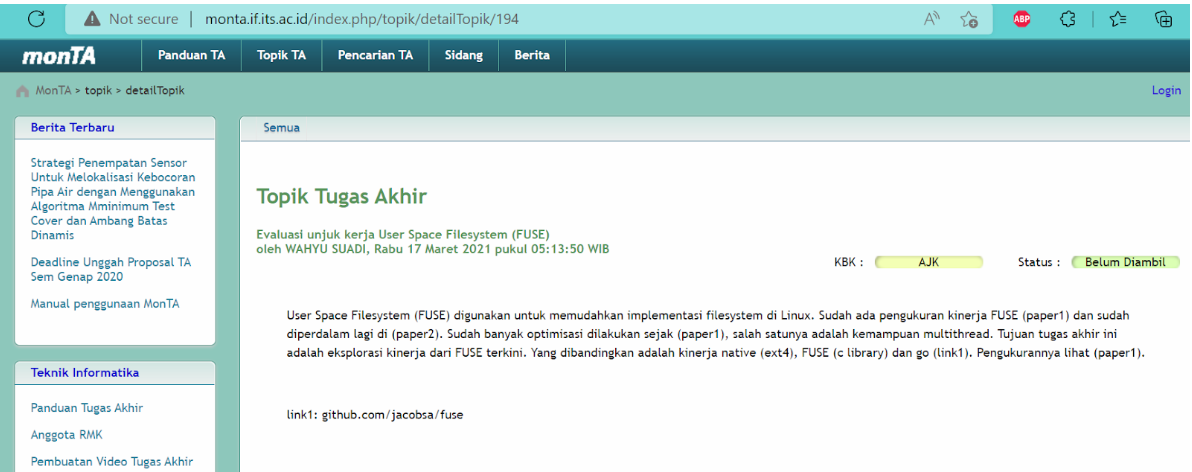 Not secure | monta.if.its.ac.id/index.php/topik/detailTopik/194
ABP
monTA
Panduan TA
Topik TA
Pencarian TA
Sidang
Berita
MonTA > topik > detailTopik
Login
Berita Terbaru
Strategi Penempatan Sensor
Untuk Melokalisasi Kebocoran
Pipa Air dengan Menggunakan
Algoritma Mminimum Test
Cover dan Ambang Batas
Dinamis
Deadline Unggah Proposal TA
Sem Genap 2020
Manual penggunaan MonTA
Teknik Informatika
Panduan Tugas Akhir
Anggota RMK
Pembuatan Video Tugas Akhir
Semua
Topik Tugas Akhir
Evaluasi unjuk kerja User Space Filesystem (FUSE)
oleh WAHYU SUADI, Rabu 17 Maret 2021 pukul 05:13:50 WIB
KBK : AJK Status : Belum Diambil
User Space Filesystem (FUSE) digunakan untuk memudahkan implementasi filesystem di Linux. Sudah ada pengukuran kinerja FUSE (paper1) dan sudah
diperdalam lagi di (paper2). Sudah banyak optimisasi dilakukan sejak (paper1), salah satunya adalah kemampuan multithread. Tujuan tugas akhir ini
adalah eksplorasi kinerja dari FUSE terkini. Yang dibandingkan adalah kinerja native (ext4), FUSE (c library) dan go (link1). Pengukurannya lihat (paper1).
link1: github.com/jacobsa/fuse